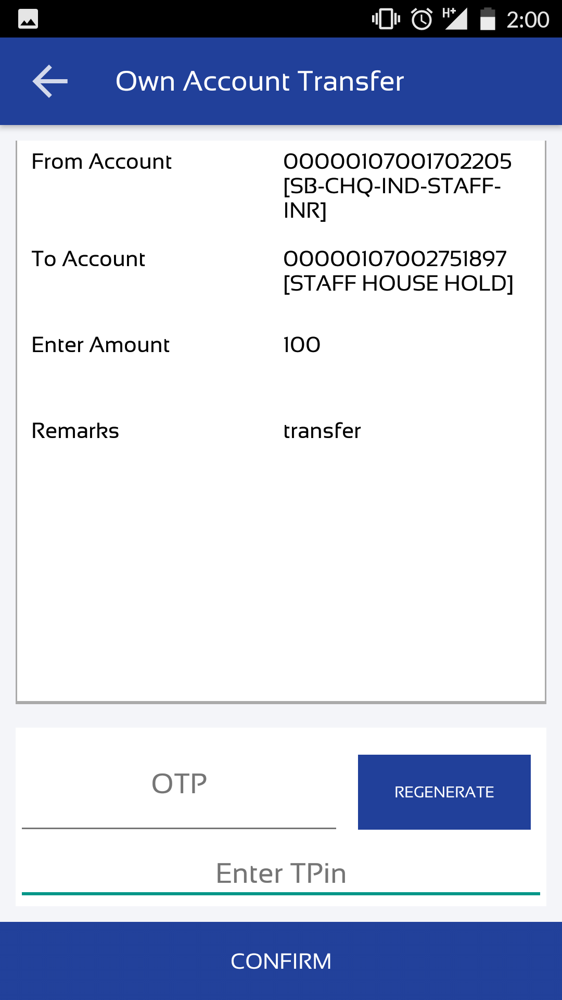 H+ 2:00
Own Account Transfer
From Account 00000107001702205
[SB-CHQ-IND-STAFF-
INR]
To Account 00000107002751897
[STAFF HOUSE HOLD]
Enter Amount 100
Remarks transfer
OTP REGENERATE
Enter TPin
CONFIRM